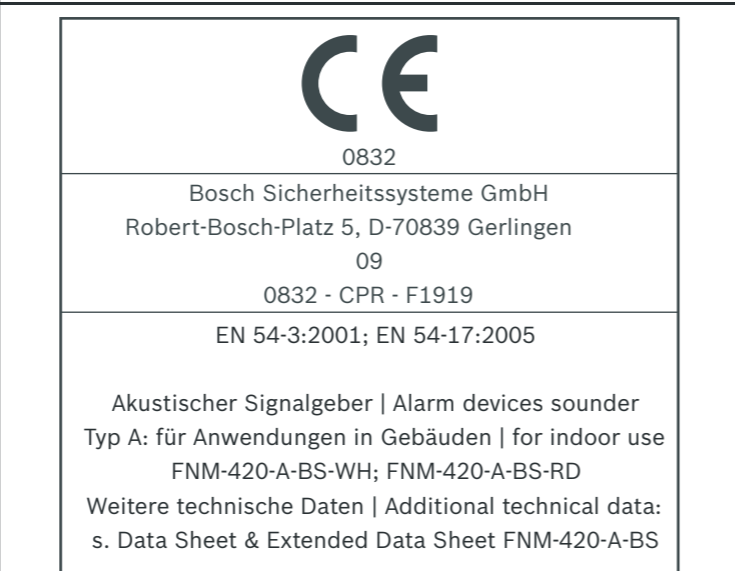 CE
0832
Bosch Sicherheitssysteme GmbH
Robert-Bosch-Platz 5, D-70839 Gerlingen
09
0832 - CPR - F1919
EN 54-3:2001; EN 54-17:2005
Akustischer Signalgeber | Alarm devices sounder
Typ A: für Anwendungen in Gebäuden | for indoor use
FNM-420-A-BS-WH; FNM-420-A-BS-RD
Weitere technische Daten | Additional technical data:
s. Data Sheet & Extended Data Sheet FNM-420-A-BS